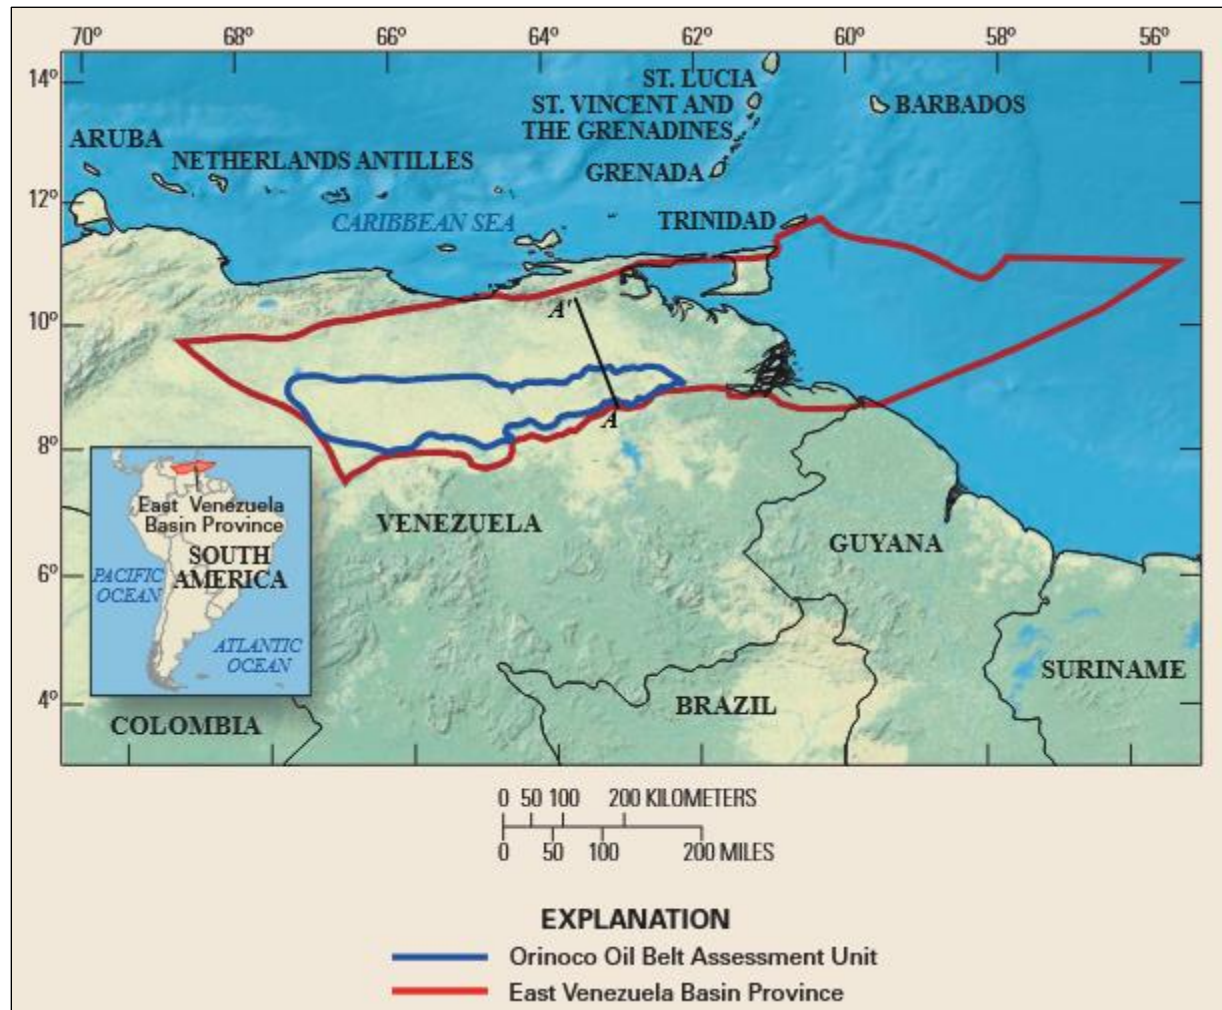 70° 68° 66° 64° 62° 60° 58° 56°
14°
12°
10°
8°
6°
4°
ST. LUCIA
ST. VINCENT AND
THE GRENADINES
BARBADOS
ARUBA
NETHERLANDS ANTILLES
GRENADA
CARIBBEAN SEA
TRINIDAD
A'
A
VENEZUELA
GUYANA
SURINAME
BRAZIL
COLOMBIA
East Venezuela
Basin Province
SOUTH
AMERICA
PACIFIC
OCEAN
ATLANTIC
OCEAN
0 50 100 200 KILOMETERS
0 50 100 200 MILES
EXPLANATION
Orinoco Oil Belt Assessment Unit
East Venezuela Basin Province